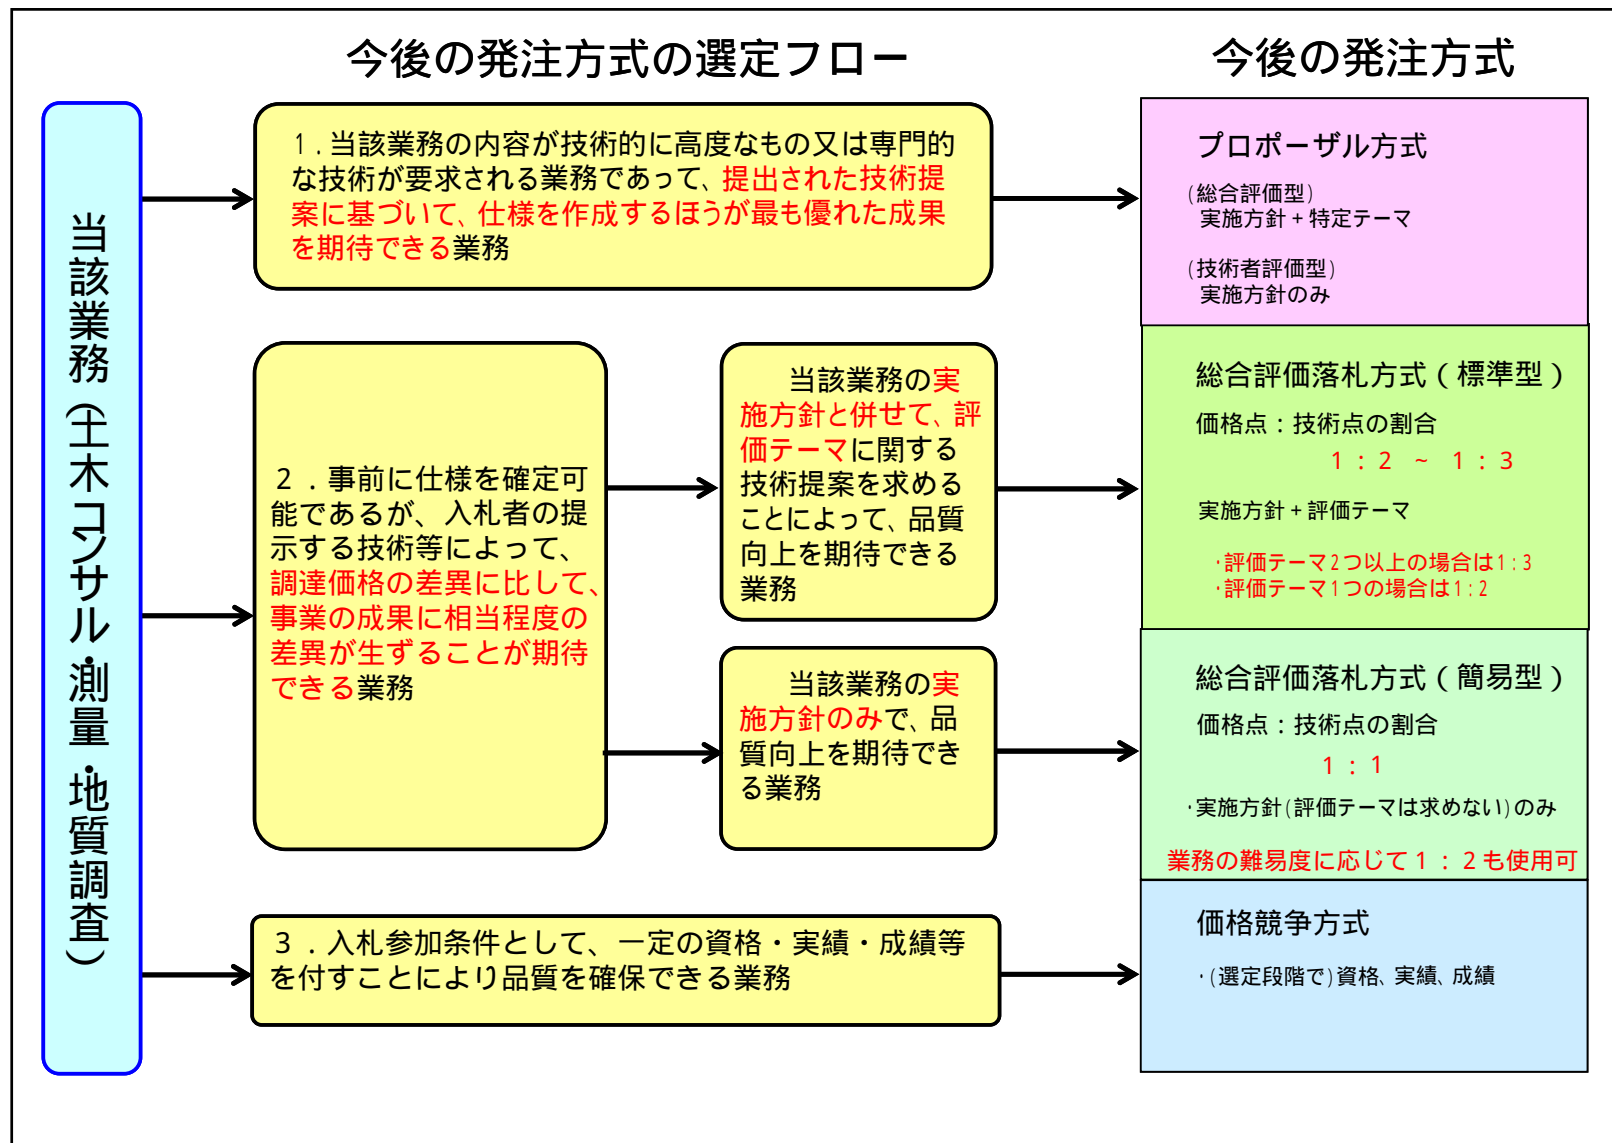 今後の発注方式の選定フロー
今後の発注方式
当該業務(土木コンサル・測量・地質調査)
1.当該業務の内容が技術的に高度なもの又は専門的
な技術が要求される業務であって、提出された技術提
案に基づいて、仕様を作成するほうが最も優れた成果
を期待できる業務
プロポーザル方式
(総合評価型)
実施方針+特定テーマ
(技術者評価型)
実施方針のみ
2.事前に仕様を確定可
能であるが、入札者の提
示する技術等によって、
調達価格の差異に比して、
事業の成果に相当程度の
差異が生ずることが期待
できる業務
当該業務の実
施方針と併せて、評
価テーマに関する
技術提案を求める
ことによって、品質
向上を期待できる
業務
総合評価落札方式(標準型)
価格点:技術点の割合
1:2 ~ 1:3
実施方針+評価テーマ
・評価テーマ2つ以上の場合は1:3
・評価テーマ1つの場合は1:2
当該業務の実
施方針のみで、品
質向上を期待でき
る業務
総合評価落札方式(簡易型)
価格点:技術点の割合
1:1
・実施方針(評価テーマは求めない)のみ
業務の難易度に応じて1:2も使用可
3.入札参加条件として、一定の資格・実績・成績等
を付すことにより品質を確保できる業務
価格競争方式
・(選定段階で)資格、実績、成績